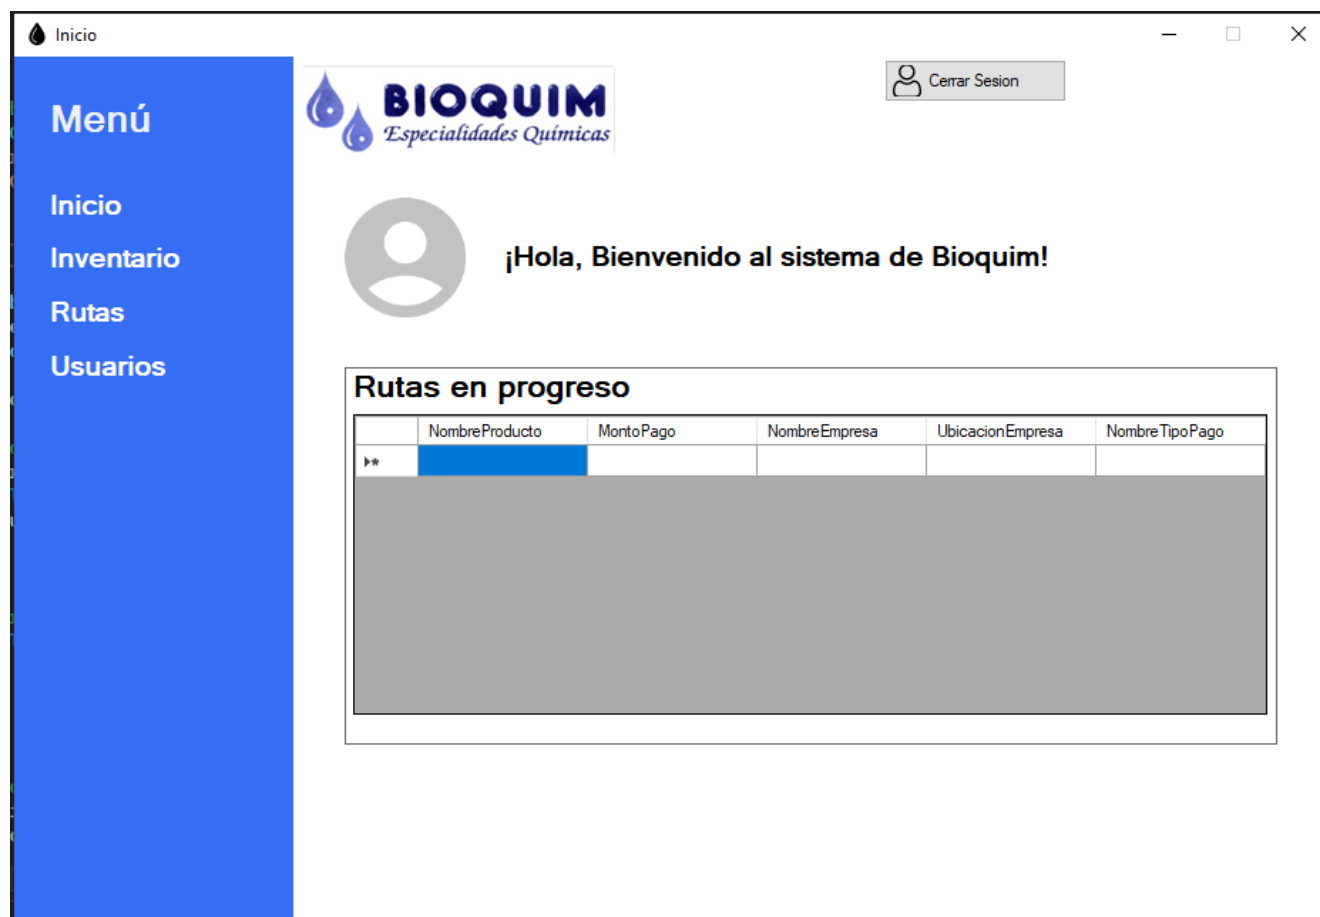 Inicio
Menú
Inicio
Inventario
Rutas
Usuarios
BIOQUIM
Especialidades Químicas
Cerrar Sesion
¡Hola, Bienvenido al sistema de Bioquim!
Rutas en progreso
NombreProducto MontoPago NombreEmpresa UbicacionEmpresa NombreTipoPago